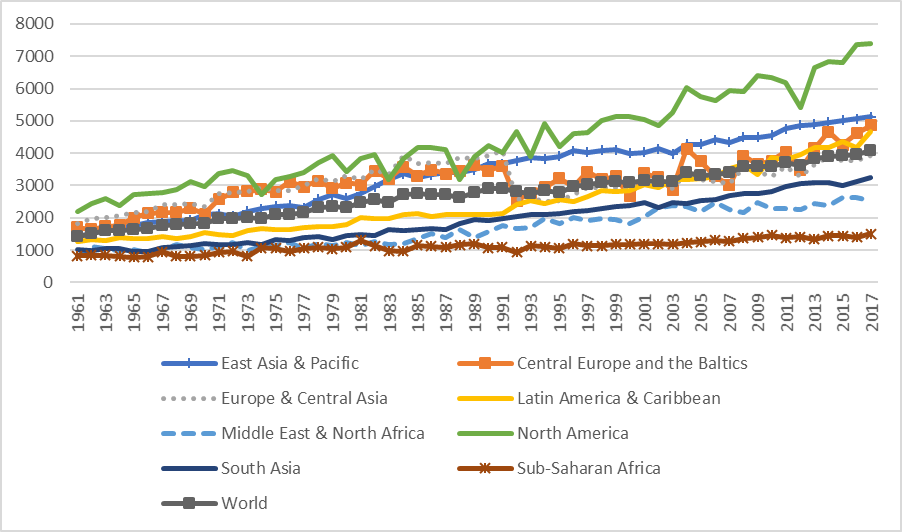 8000
7000
6000
5000
4000
3000
2000
1000
0
1961 1963 1965 1967 1969 1971 1973 1975 1977 1979 1981 1983 1985 1987 1989 1991 1993 1995 1997 1999 2001 2003 2005 2007 2009 2011 2013 2015 2017
East Asia & Pacific Central Europe and the Baltics
Europe & Central Asia Latin America & Caribbean
Middle East & North Africa North America
South Asia Sub-Saharan Africa
World